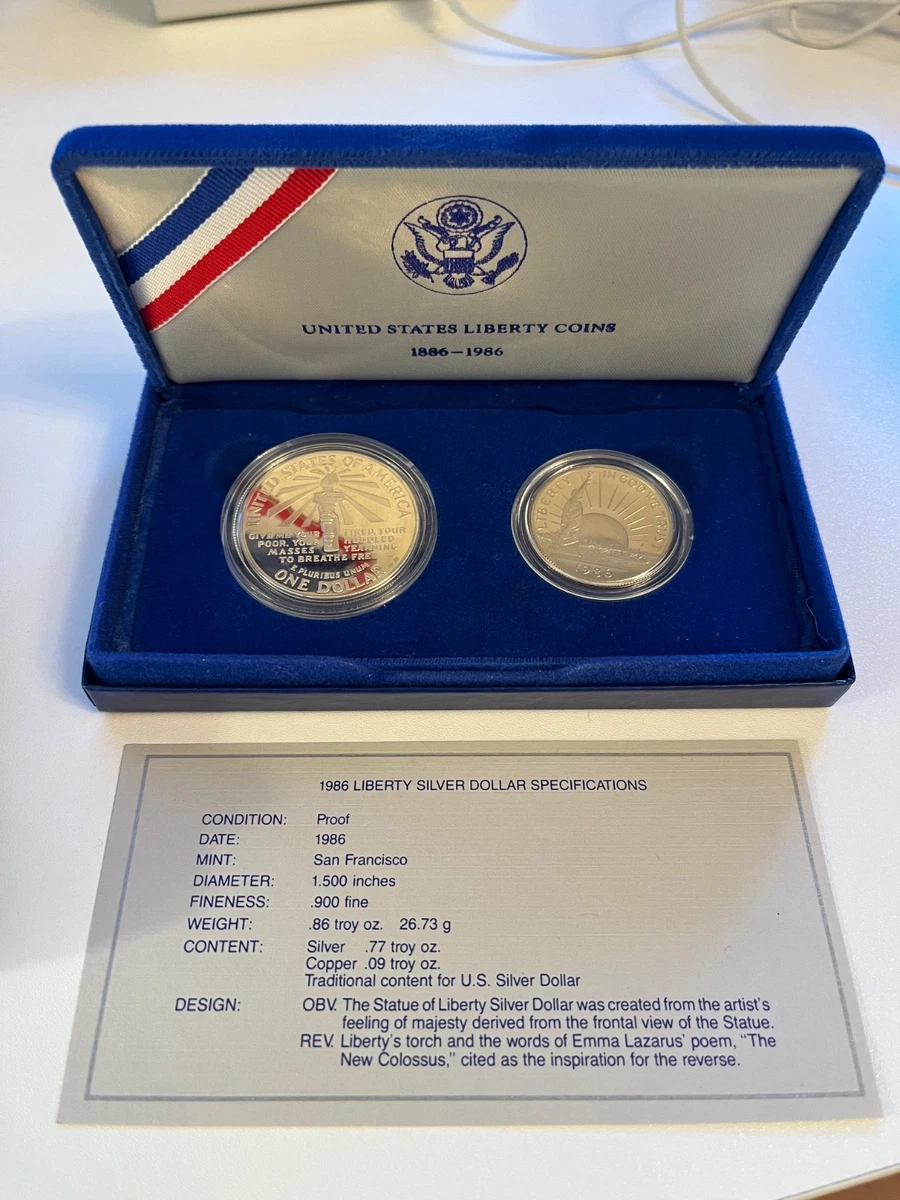 UNITED STATES LIBERTY COINS
1886–1986
UNITED STATES OF AMERICA
GIVE ME YOUR TIRED, YOUR
POOR, YOUR HUDDLED
MASSES YEARNING
TO BREATHE FREE
E PLURIBUS UNUM
ONE DOLLAR
LIBERTY IN GOD WE TRUST
1986
1986 LIBERTY SILVER DOLLAR SPECIFICATIONS
CONDITION: Proof
DATE: 1986
MINT: San Francisco
DIAMETER: 1.500 inches
FINENESS: .900 fine
WEIGHT: .86 troy oz. 26.73 g
CONTENT: Silver .77 troy oz.
Copper .09 troy oz.
Traditional content for U.S. Silver Dollar
DESIGN: OBV. The Statue of Liberty Silver Dollar was created from the artist's
feeling of majesty derived from the frontal view of the Statue.
REV. Liberty's torch and the words of Emma Lazarus' poem, "The
New Colossus," cited as the inspiration for the reverse.